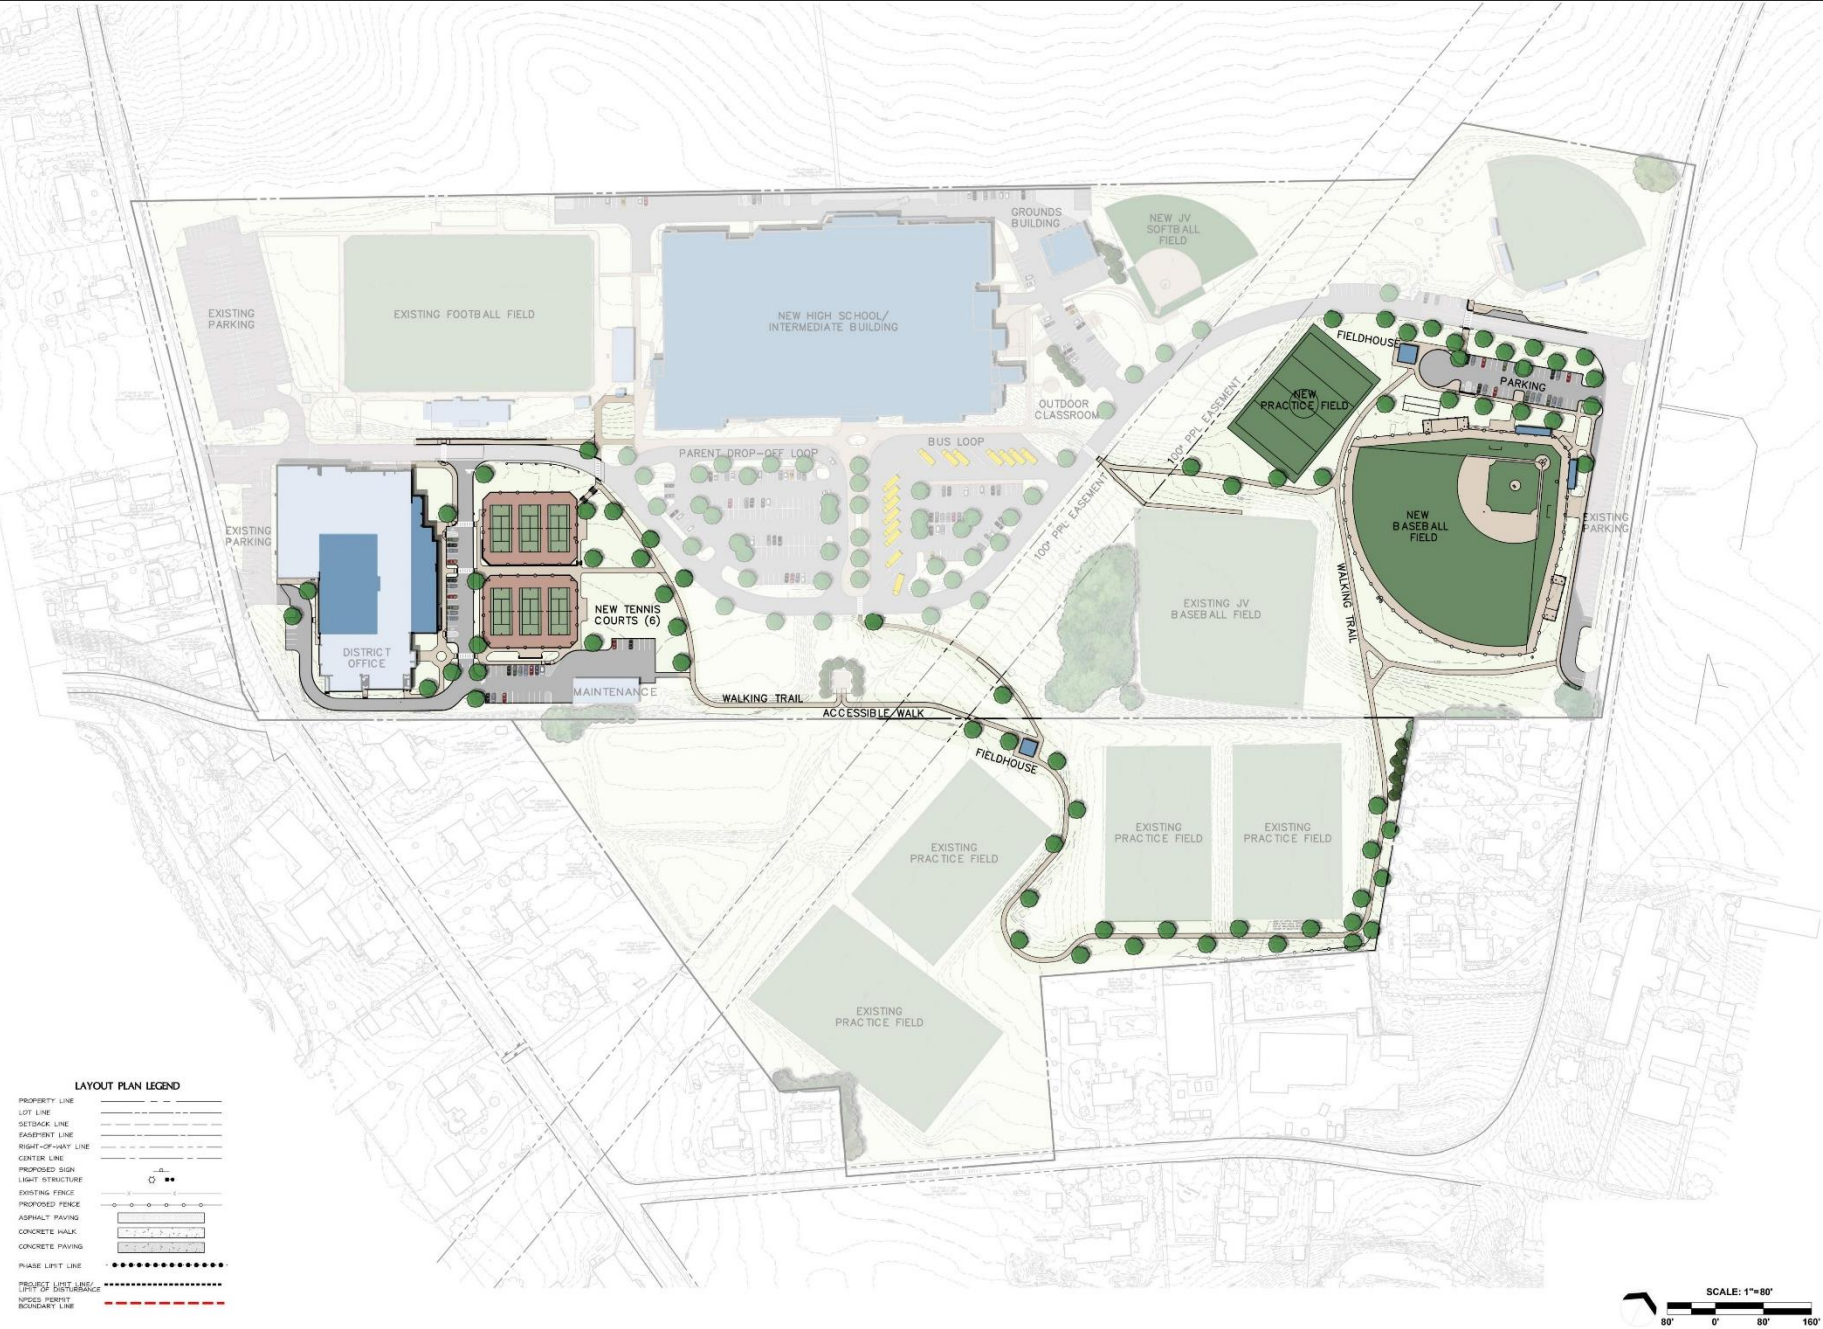 GROUNDS
BUILDING
NEW JV
SOFTBALL
FIELD
EXISTING
PARKING
EXISTING FOOTBALL FIELD
NEW HIGH SCHOOL/
INTERMEDIATE BUILDING
FIELDHOUSE
PARKING
NEW
PRACTICE FIELD
OUTDOOR
CLASSROOM
100' PPL EASEMENT
BUS LOOP
PARENT DROP-OFF LOOP
100' PPL EASEMENT
EXISTING
PARKING
NEW
BASEBALL
FIELD
EXISTING
PARKING
WALKING TRAIL
NEW TENNIS
COURTS (6)
EXISTING JV
BASEBALL FIELD
DISTRICT
OFFICE
MAINTENANCE
WALKING TRAIL
ACCESSIBLE WALK
FIELDHOUSE
EXISTING
PRACTICE FIELD
EXISTING
PRACTICE FIELD
EXISTING
PRACTICE FIELD
EXISTING
PRACTICE FIELD
LAYOUT PLAN LEGEND
PROPERTY LINE
LOT LINE
SETBACK LINE
EASEMENT LINE
RIGHT-OF-WAY LINE
CENTER LINE
PROPOSED SIGN
LIGHT STRUCTURE
EXISTING FENCE
PROPOSED FENCE
ASPHALT PAVING
CONCRETE WALK
CONCRETE PAVING
PHASE LIMIT LINE
PROJECT LIMIT LINE/
LIMIT OF DISTURBANCE
NPDES PERMIT
BOUNDARY LINE
SCALE: 1"=80'
80' 0' 80' 160'